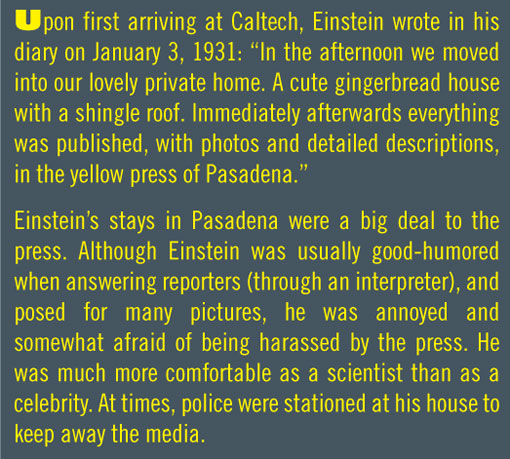 Upon first arriving at Caltech, Einstein wrote in his
diary on January 3, 1931: “In the afternoon we moved
into our lovely private home. A cute gingerbread house
with a shingle roof. Immediately afterwards everything
was published, with photos and detailed descriptions,
in the yellow press of Pasadena.”
Einstein’s stays in Pasadena were a big deal to the
press. Although Einstein was usually good-humored
when answering reporters (through an interpreter), and
posed for many pictures, he was annoyed and
somewhat afraid of being harassed by the press. He
was much more comfortable as a scientist than as a
celebrity. At times, police were stationed at his house to
keep away the media.